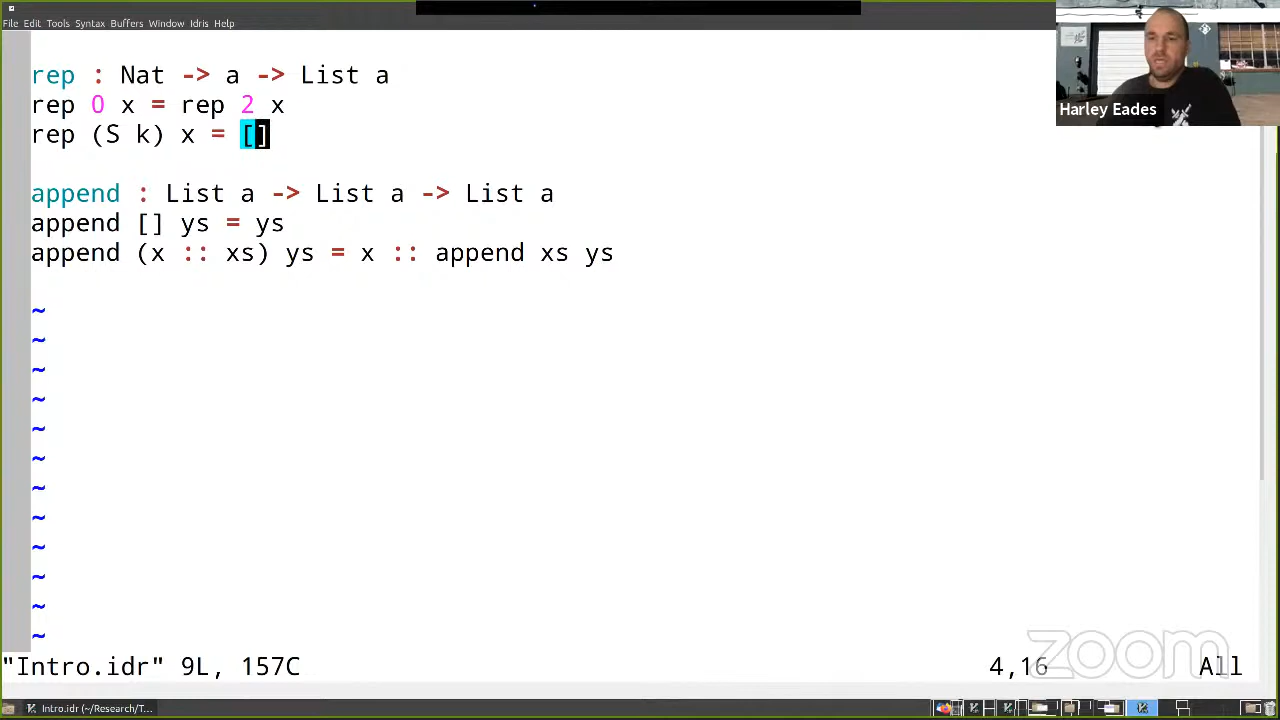 File Edit Tools Syntax Buffers Window Idris Help
rep : Nat -> a -> List a
rep 0 x = rep 2 x
rep (S k) x = []
append : List a -> List a -> List a
append [] ys = ys
append (x :: xs) ys = x :: append xs ys
~
~
~
~
~
~
~
~
~
~
~
~
"Intro.idr" 9L, 157C
4,16
All
zoom
Harley Eades
Intro.idr (~/Research/T...